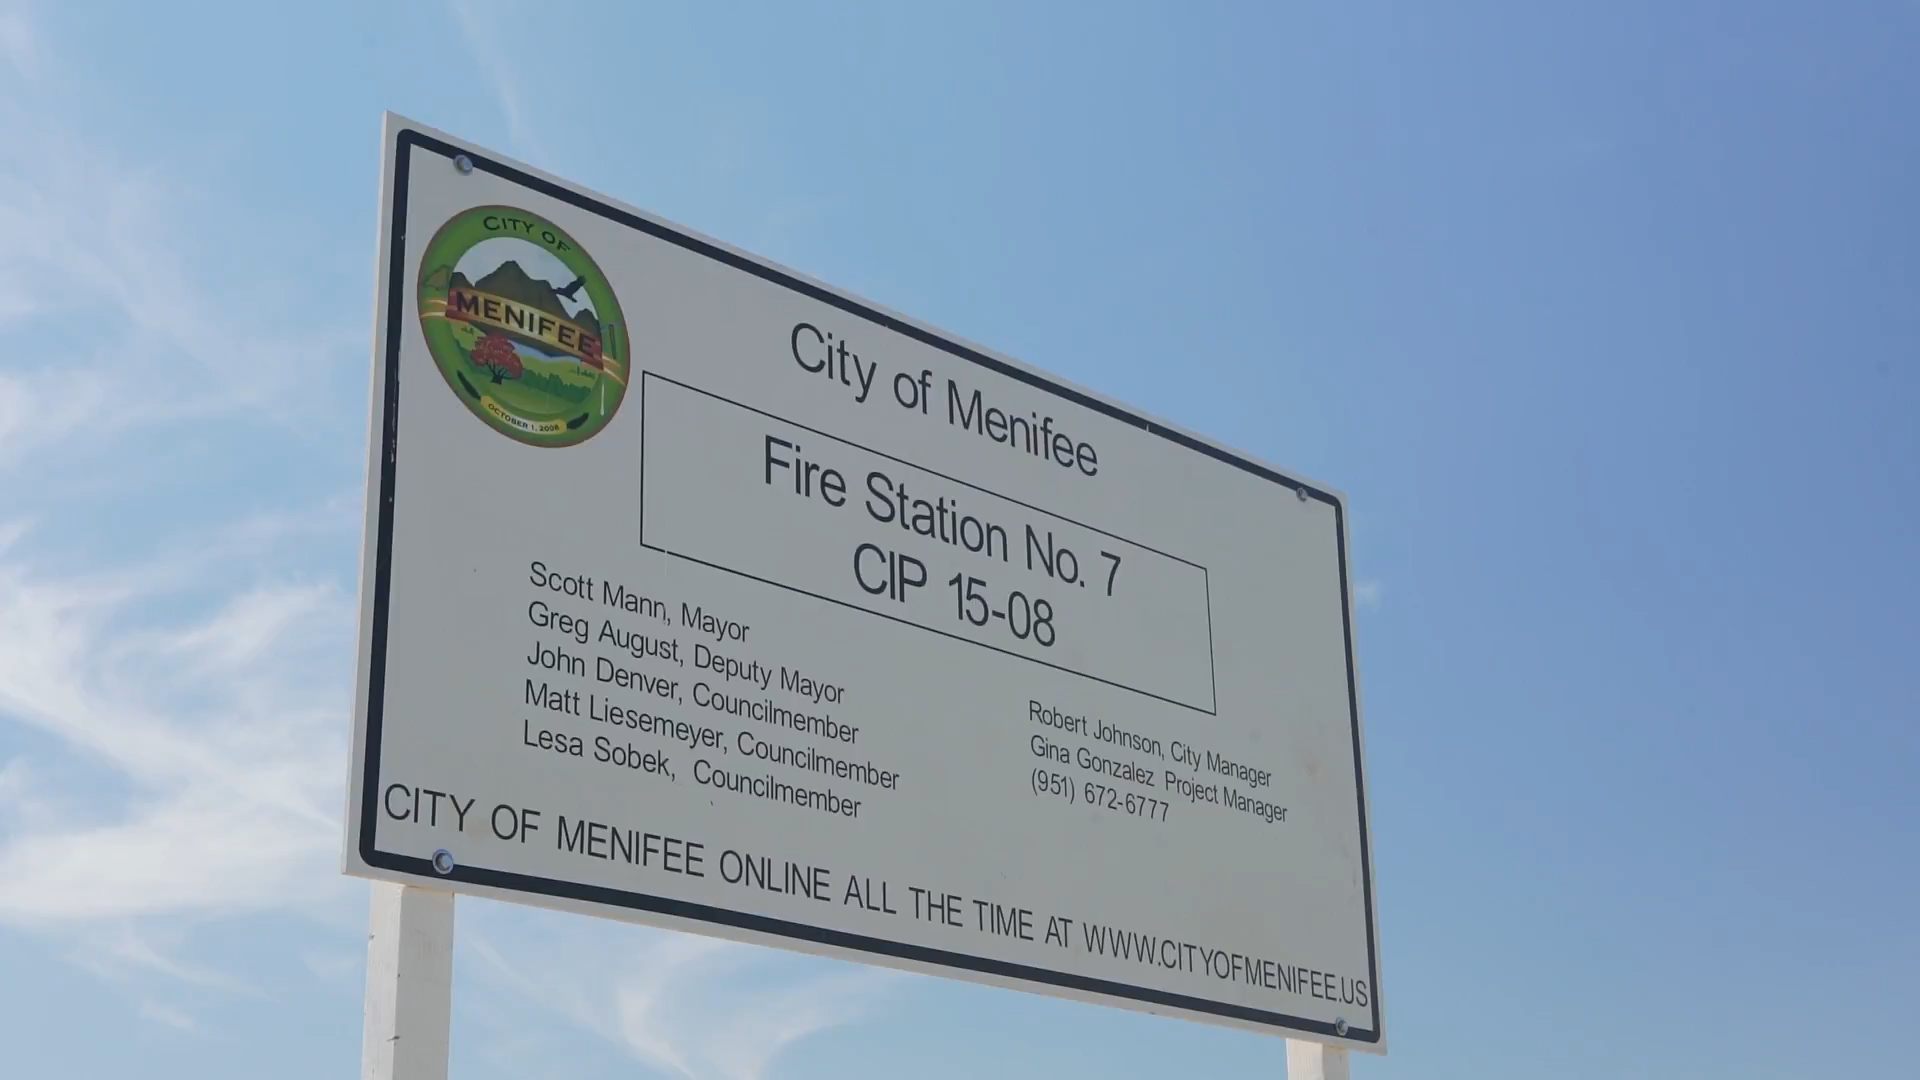 CITY OF
MENIFEE
OCTOBER 1, 2008
City of Menifee
Fire Station No. 7
CIP 15-08
Scott Mann, Mayor
Greg August, Deputy Mayor
John Denver, Councilmember
Matt Liesemeyer, Councilmember
Lesa Sobek, Councilmember
Robert Johnson, City Manager
Gina Gonzalez Project Manager
(951) 672-6777
CITY OF MENIFEE ONLINE ALL THE TIME AT WWW.CITYOFMENIFEE.US